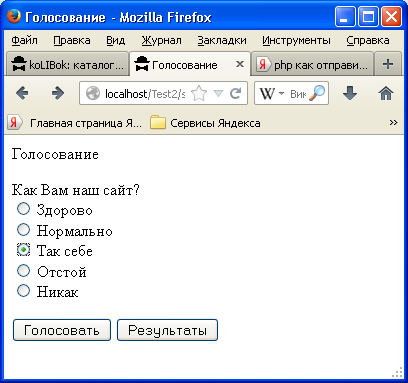 Голосование - Mozilla Firefox
Файл Правка Вид Журнал Закладки Инструменты Справка
koLIBok: каталог... Голосование php как отправи...
localhost/Test2/s W Вик
Главная страница Я... Сервисы Яндекса
Голосование
Как Вам наш сайт?
Здорово
Нормально
Так себе
Отстой
Никак
Голосовать Результаты